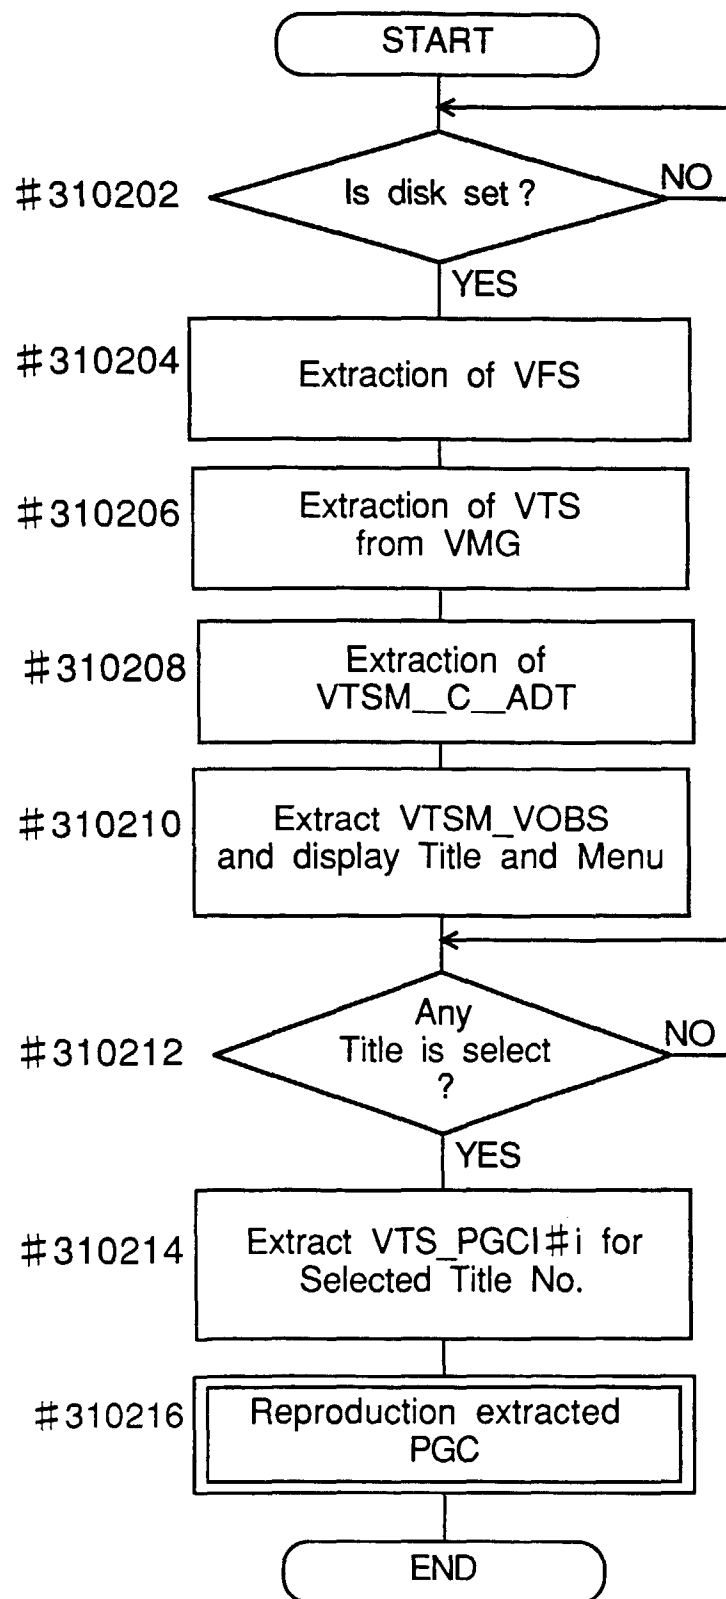 START
#310202
Is disk set ?
NO
YES
#310204
Extraction of VFS
#310206
Extraction of VTS
from VMG
#310208
Extraction of
VTSM__C__ADT
#310210
Extract VTSM_VOBS
and display Title and Menu
#310212
Any
Title is select
?
NO
YES
#310214
Extract VTS_PGCI#i for
Selected Title No.
#310216
Reproduction extracted
PGC
END